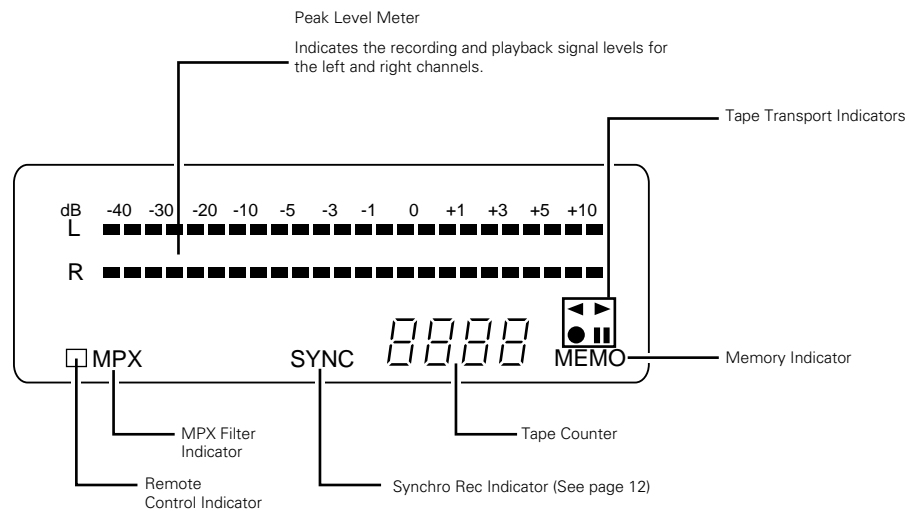 Peak Level Meter
Indicates the recording and playback signal levels for
the left and right channels.
Tape Transport Indicators
dB -40 -30 -20 -10 -5 -3 -1 0 +1 +3 +5 +10
L
R
8888
MPX SYNC MEMO
Memory Indicator
MPX Filter
Indicator
Tape Counter
Remote
Control Indicator
Synchro Rec Indicator (See page 12)